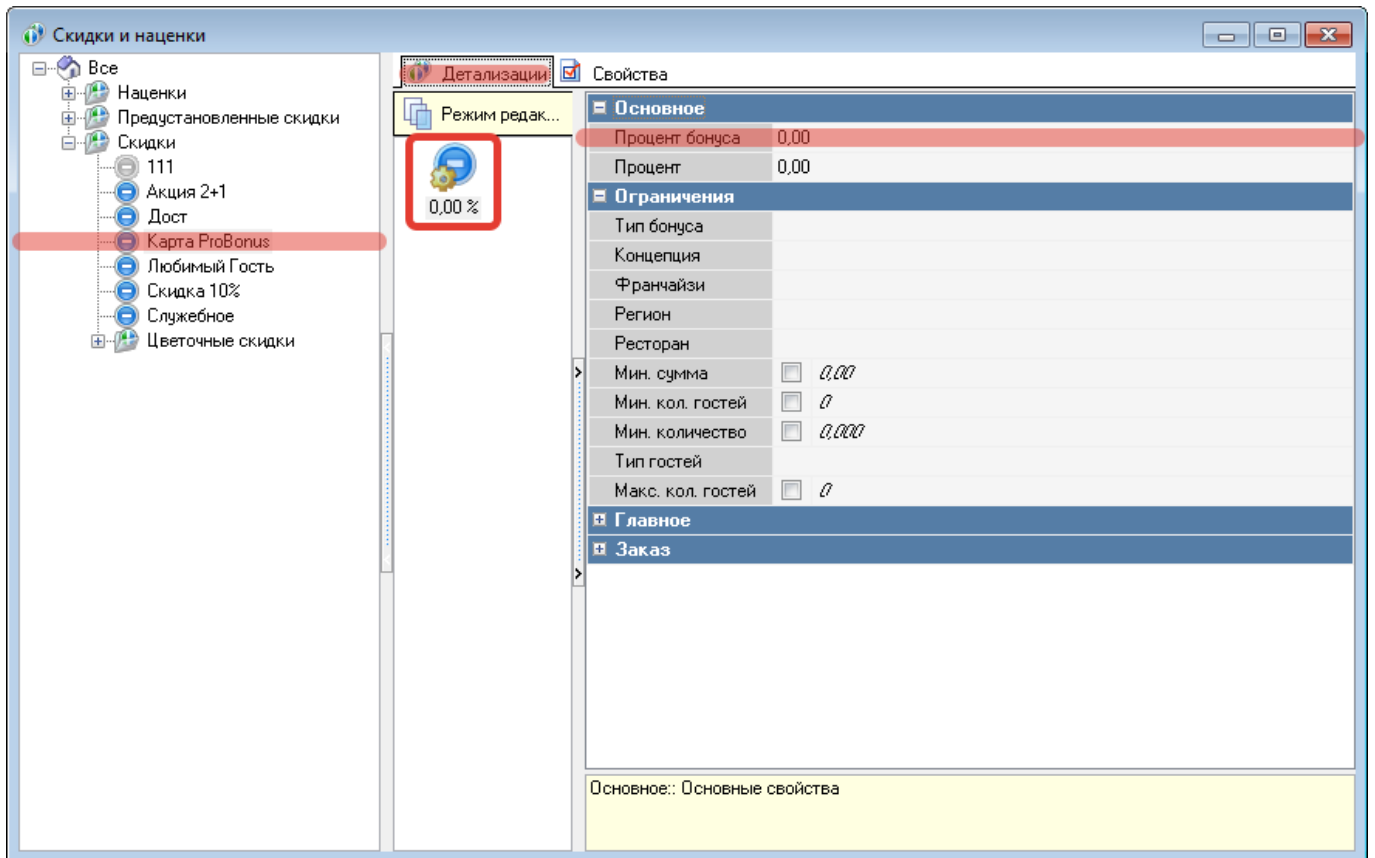 Скидки и наценки
Все
Наценки
Предустановленные скидки
Скидки
111
Акция 2+1
Дост
Карта ProBonus
Любимый Гость
Скидка 10%
Служебное
Цветочные скидки
Детализации
Свойства
Режим редак...
0,00 %
Основное
Процент бонуса 0,00
Процент 0,00
Ограничения
Тип бонуса
Концепция
Франчайзи
Регион
Ресторан
Мин. сумма 0,00
Мин. кол. гостей 0
Мин. количество 0,000
Тип гостей
Макс. кол. гостей 0
Главное
Заказ
Основное:: Основные свойства